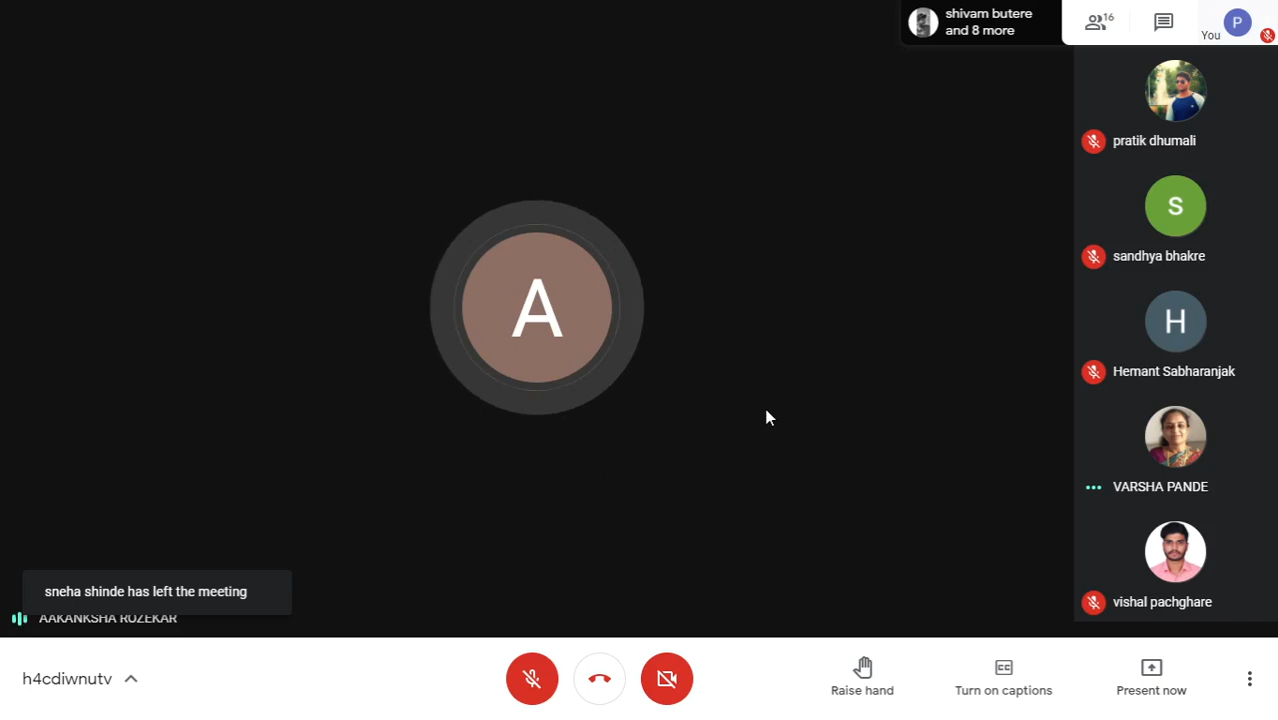 shivam butere
and 8 more
16
You
P
pratik dhumali
S
sandhya bhakre
H
Hemant Sabharanjak
VARSHA PANDE
vishal pachghare
A
sneha shinde has left the meeting
AAKANKSHA ROZEKAR
h4cdiwnutv
Raise hand
CC
Turn on captions
Present now